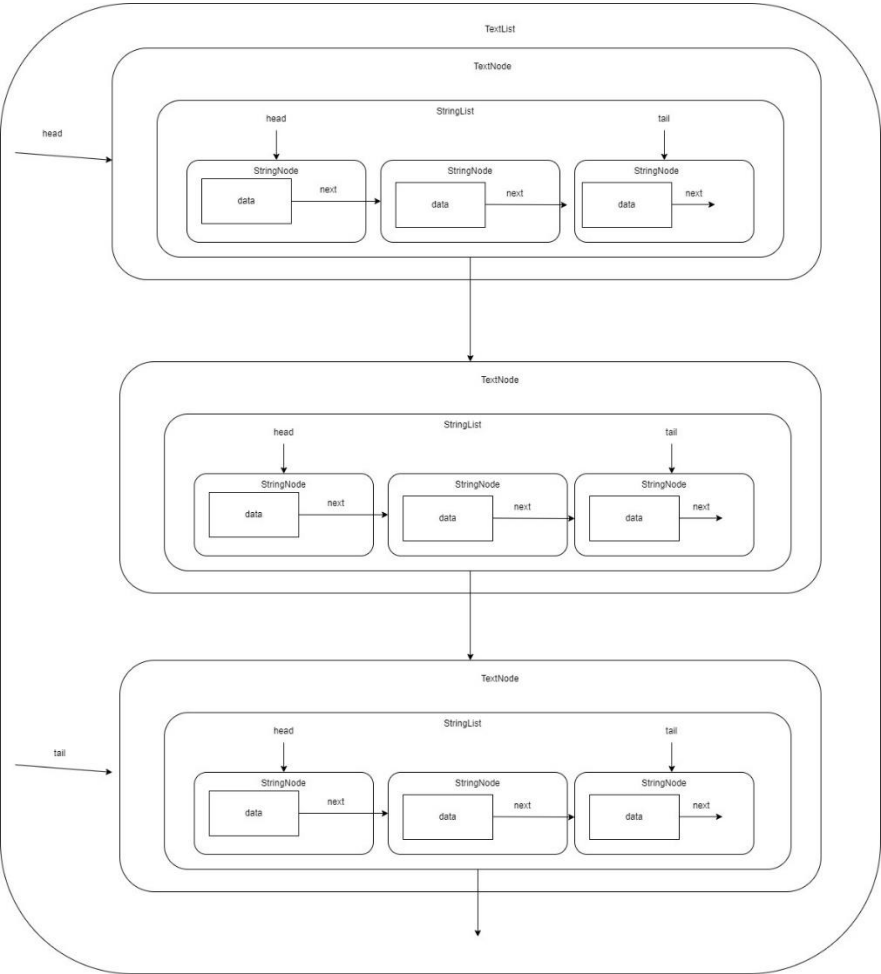 TextList
TextNode
StringList
head
head
tail
StringNode
StringNode
StringNode
data
next
data
next
data
next
TextNode
StringList
head
tail
StringNode
StringNode
StringNode
data
next
data
next
data
next
TextNode
StringList
head
tail
tail
StringNode
StringNode
StringNode
data
next
data
next
data
next